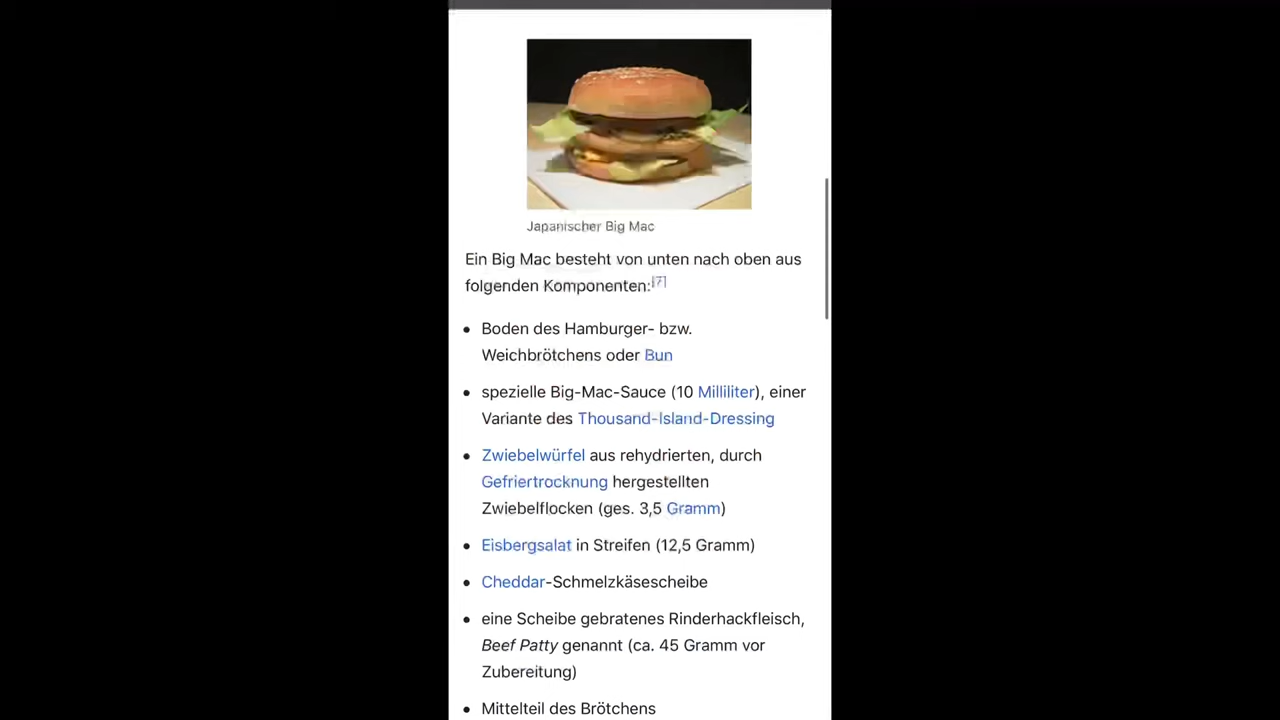 Japanischer Big Mac
Ein Big Mac besteht von unten nach oben aus
folgenden Komponenten:[7]
• Boden des Hamburger- bzw.
Weichbrötchens oder Bun
• spezielle Big-Mac-Sauce (10 Milliliter), einer
Variante des Thousand-Island-Dressing
• Zwiebelwürfel aus rehydrierten, durch
Gefriertrocknung hergestellten
Zwiebelflocken (ges. 3,5 Gramm)
• Eisbergsalat in Streifen (12,5 Gramm)
• Cheddar-Schmelzkäsescheibe
• eine Scheibe gebratenes Rinderhackfleisch,
Beef Patty genannt (ca. 45 Gramm vor
Zubereitung)
• Mittelteil des Brötchens